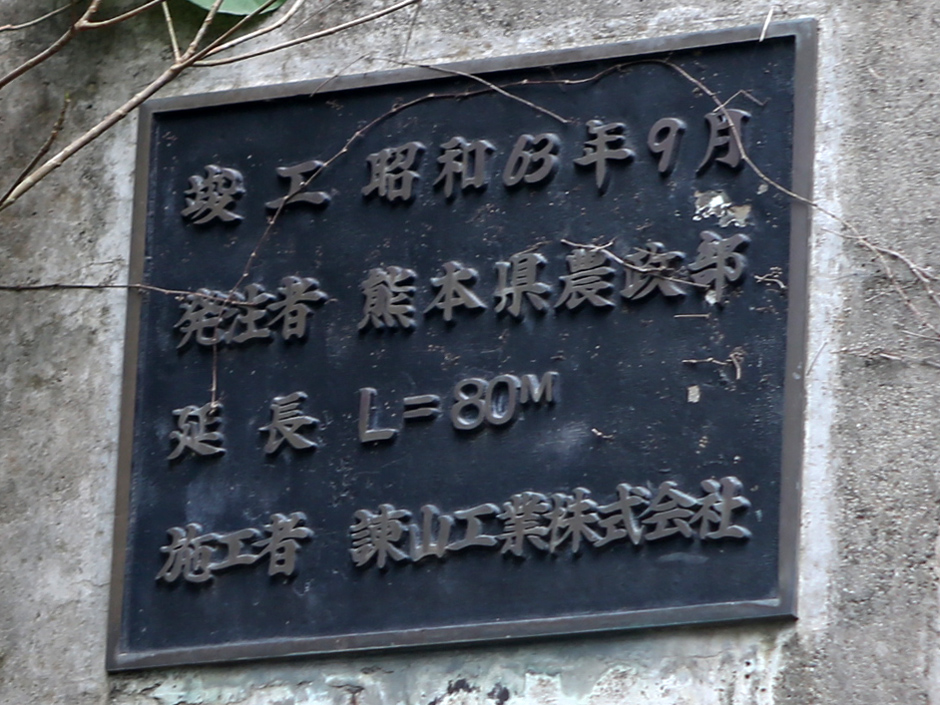 竣工 昭和63年9月
発注者 熊本県農政部
延長 L=80M
施工者 諫山工業株式会社